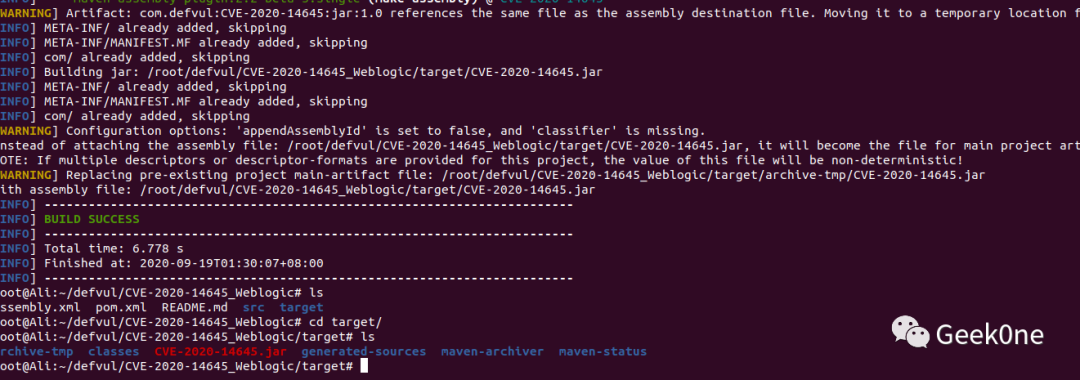 WARNING] Artifact: com.defvul:CVE-2020-14645:jar:1.0 references the same file as the assembly destination file. Moving it to a temporary location f
INFO] META-INF/ already added, skipping
INFO] META-INF/MANIFEST.MF already added, skipping
INFO] com/ already added, skipping
INFO] Building jar: /root/defvul/CVE-2020-14645_Weblogic/target/CVE-2020-14645.jar
INFO] META-INF/ already added, skipping
INFO] META-INF/MANIFEST.MF already added, skipping
INFO] com/ already added, skipping
WARNING] Configuration options: 'appendAssemblyId' is set to false, and 'classifier' is missing.
nstead of attaching the assembly file: /root/defvul/CVE-2020-14645_Weblogic/target/CVE-2020-14645.jar, it will become the file for main project art
OTE: If multiple descriptors or descriptor-formats are provided for this project, the value of this file will be non-deterministic!
WARNING] Replacing pre-existing project main-artifact file: /root/defvul/CVE-2020-14645_Weblogic/target/archive-tmp/CVE-2020-14645.jar
ith assembly file: /root/defvul/CVE-2020-14645_Weblogic/target/CVE-2020-14645.jar
INFO] ------------------------------------------------------------------------
INFO] BUILD SUCCESS
INFO] ------------------------------------------------------------------------
INFO] Total time: 6.778 s
INFO] Finished at: 2020-09-19T01:30:07+08:00
INFO] ------------------------------------------------------------------------
oot@Ali:~/defvul/CVE-2020-14645_Weblogic# ls
ssembly.xml pom.xml README.md src target
oot@Ali:~/defvul/CVE-2020-14645_Weblogic# cd target/
oot@Ali:~/defvul/CVE-2020-14645_Weblogic/target# ls
rchive-tmp classes CVE-2020-14645.jar generated-sources maven-archiver maven-status
oot@Ali:~/defvul/CVE-2020-14645_Weblogic/target#
Geek0ne